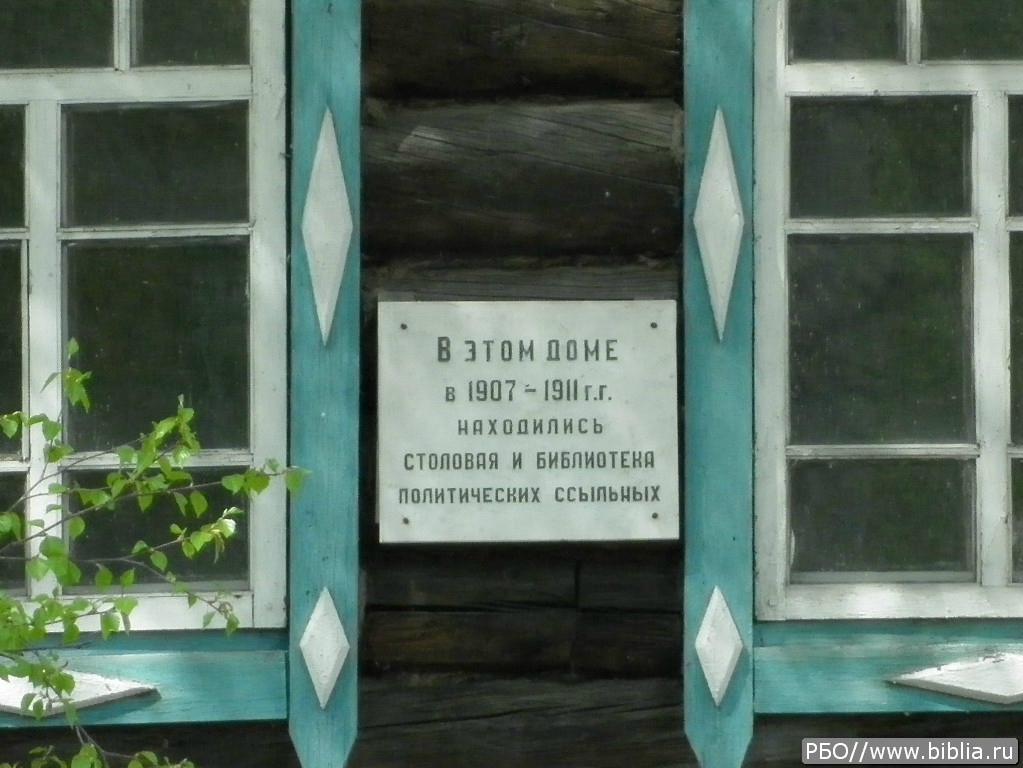 В ЭТОМ ДОМЕ
в 1907 – 1911 г.г.
НАХОДИЛИСЬ
СТОЛОВАЯ И БИБЛИОТЕКА
ПОЛИТИЧЕСКИХ ССЫЛЬНЫХ
РБО//www.biblia.ru